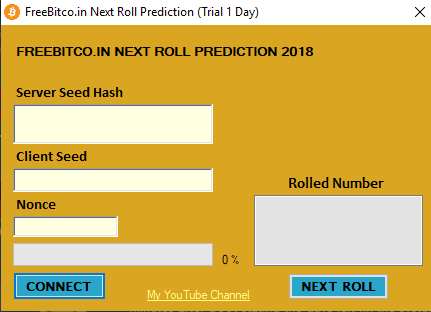 FreeBitco.in Next Roll Prediction (Trial 1 Day)
FREEBITCO.IN NEXT ROLL PREDICTION 2018
Server Seed Hash
Client Seed
Rolled Number
Nonce
0 %
CONNECT
My YouTube Channel
NEXT ROLL